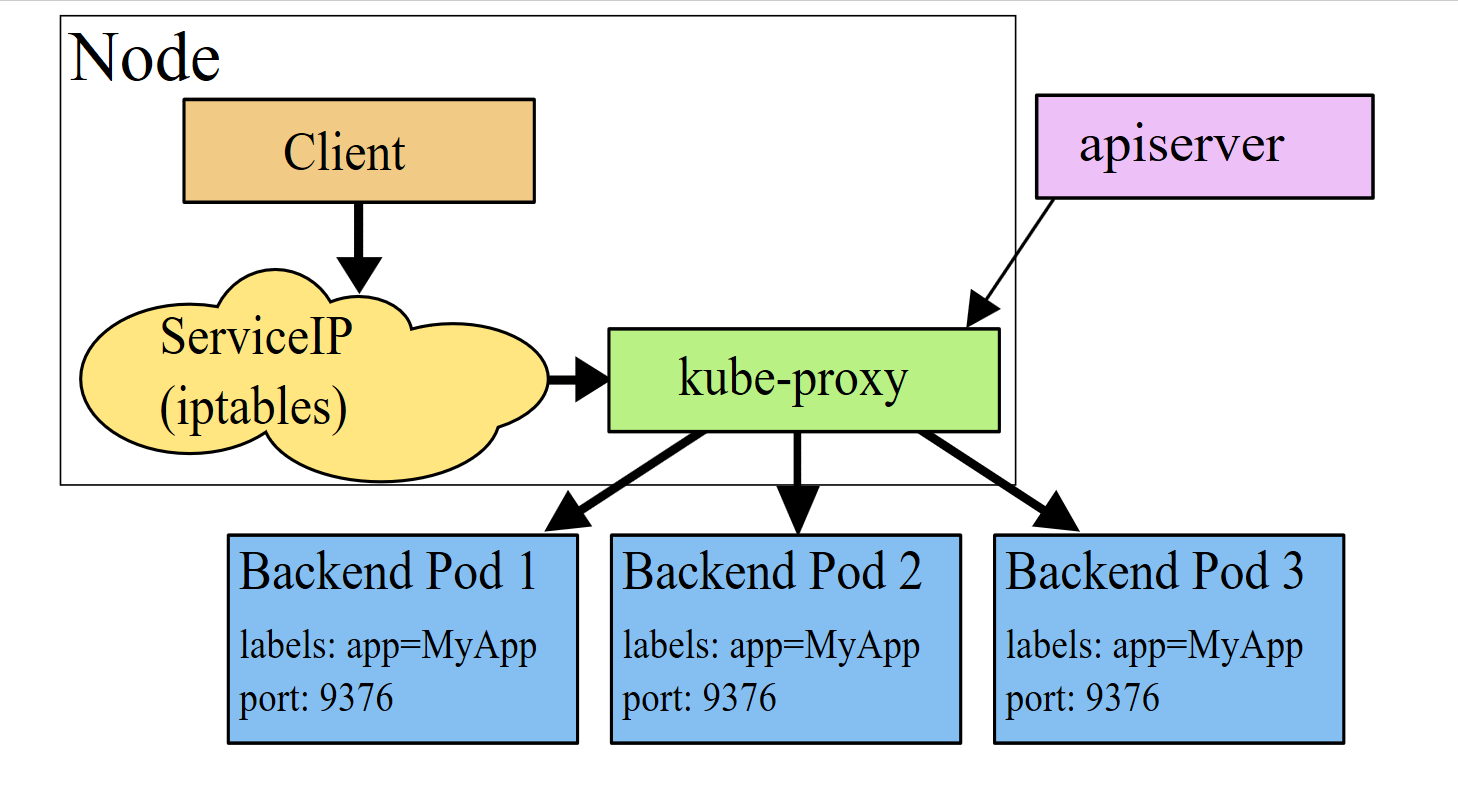 Node
Client
apiserver
ServiceIP
(iptables)
kube-proxy
Backend Pod 1
labels: app=MyApp
port: 9376
Backend Pod 2
labels: app=MyApp
port: 9376
Backend Pod 3
labels: app=MyApp
port: 9376